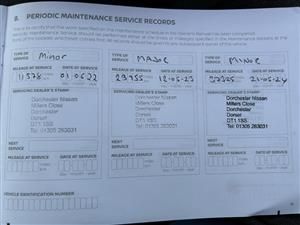 8. PERIODIC MAINTENANCE SERVICE RECORDS
TYPE OF SERVICE Minor
MILEAGE AT SERVICE DATE OF SERVICE
11578 01.05.22
SERVICING DEALER'S STAMP
Dorchester Nissan
Millers Close
Dorchester
Dorset
DT1 1SS
Tel: 01305 263031
NEXT SERVICE
MILEAGE AT SERVICE DATE OF SERVICE
TYPE OF SERVICE MAJOR
MILEAGE AT SERVICE DATE OF SERVICE
12-05-23
SERVICING DEALER'S STAMP
Dorchester Nissan
Millers Close
Dorchester
Dorset
DT1 1SS
Tel: 01305 263031
NEXT SERVICE
MILEAGE AT SERVICE DATE OF SERVICE
TYPE OF SERVICE MINOR
MILEAGE AT SERVICE DATE OF SERVICE
21-05-24
SERVICING DEALER'S STAMP
Dorchester Nissan
Millers Close
Dorchester
Dorset
DT1 1SS
Tel: 01305 263031
NEXT SERVICE
MILEAGE AT SERVICE DATE OF SERVICE
VEHICLE IDENTIFICATION NUMBER